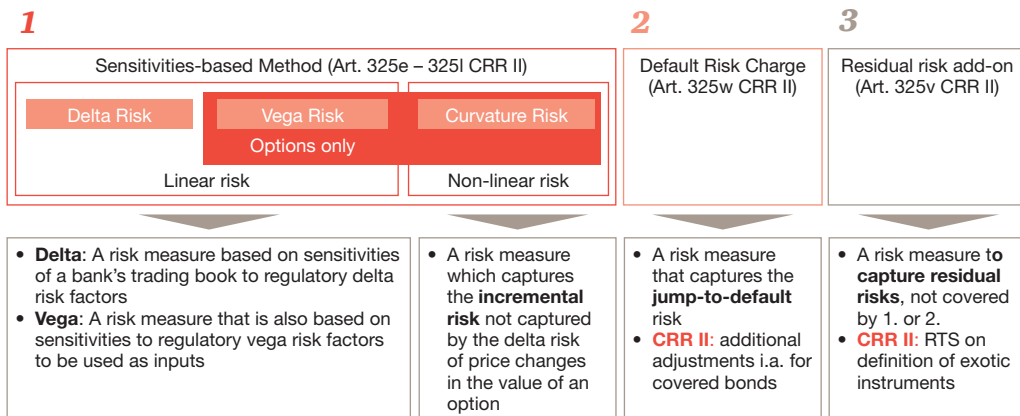 1
2
3
Sensitivities-based Method (Art. 325e – 325l CRR II)
Delta Risk
Vega Risk
Curvature Risk
Options only
Linear risk
Non-linear risk
Default Risk Charge
(Art. 325w CRR II)
Residual risk add-on
(Art. 325v CRR II)
• Delta: A risk measure based on sensitivities
of a bank’s trading book to regulatory delta
risk factors
• Vega: A risk measure that is also based on
sensitivities to regulatory vega risk factors
to be used as inputs
• A risk measure
which captures
the incremental
risk not captured
by the delta risk
of price changes
in the value of an
option
• A risk measure
that captures the
jump-to-default
risk
• CRR II: additional
adjustments i.a. for
covered bonds
• A risk measure to
capture residual
risks, not covered
by 1. or 2.
• CRR II: RTS on
definition of exotic
instruments